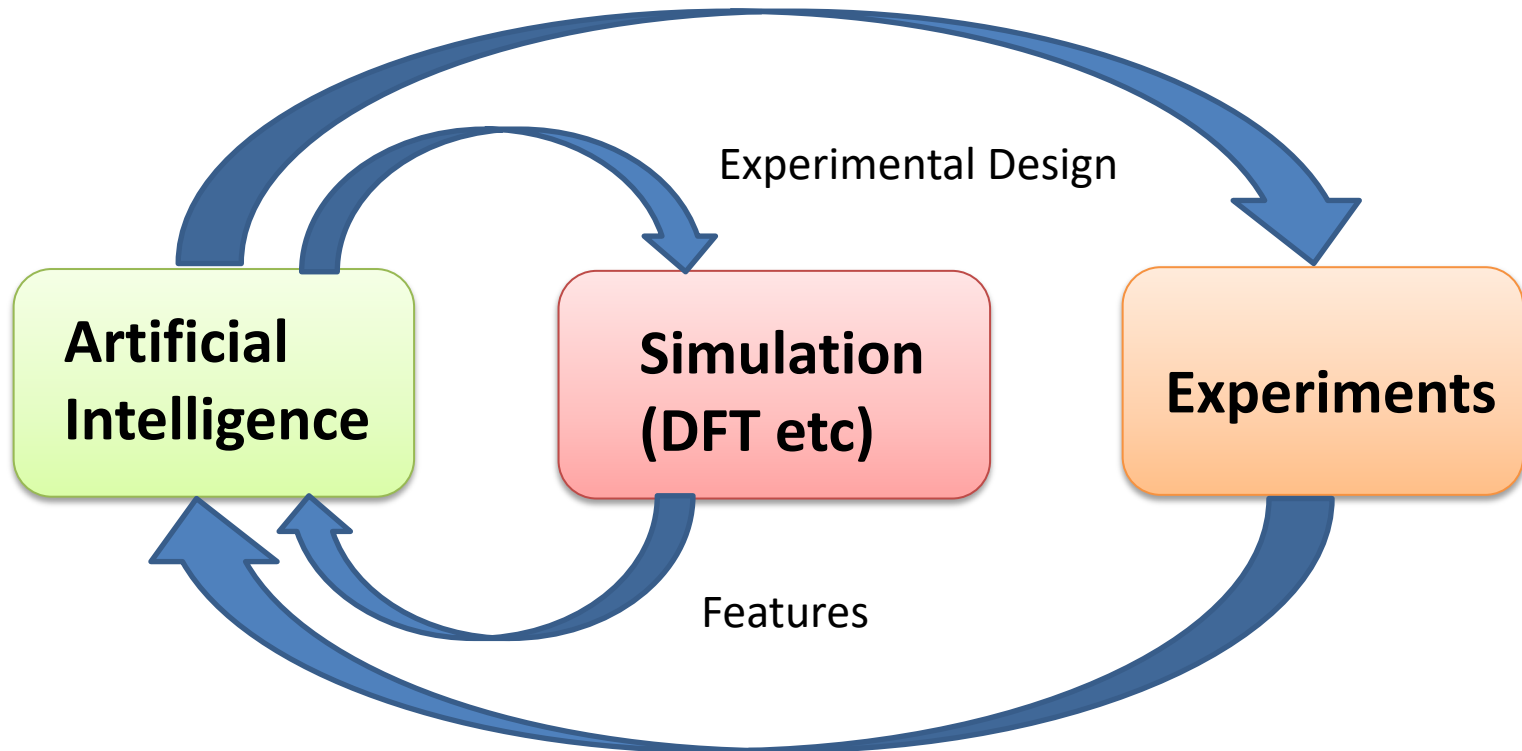 Experimental Design
Artificial
Intelligence
Simulation
(DFT etc)
Experiments
Features